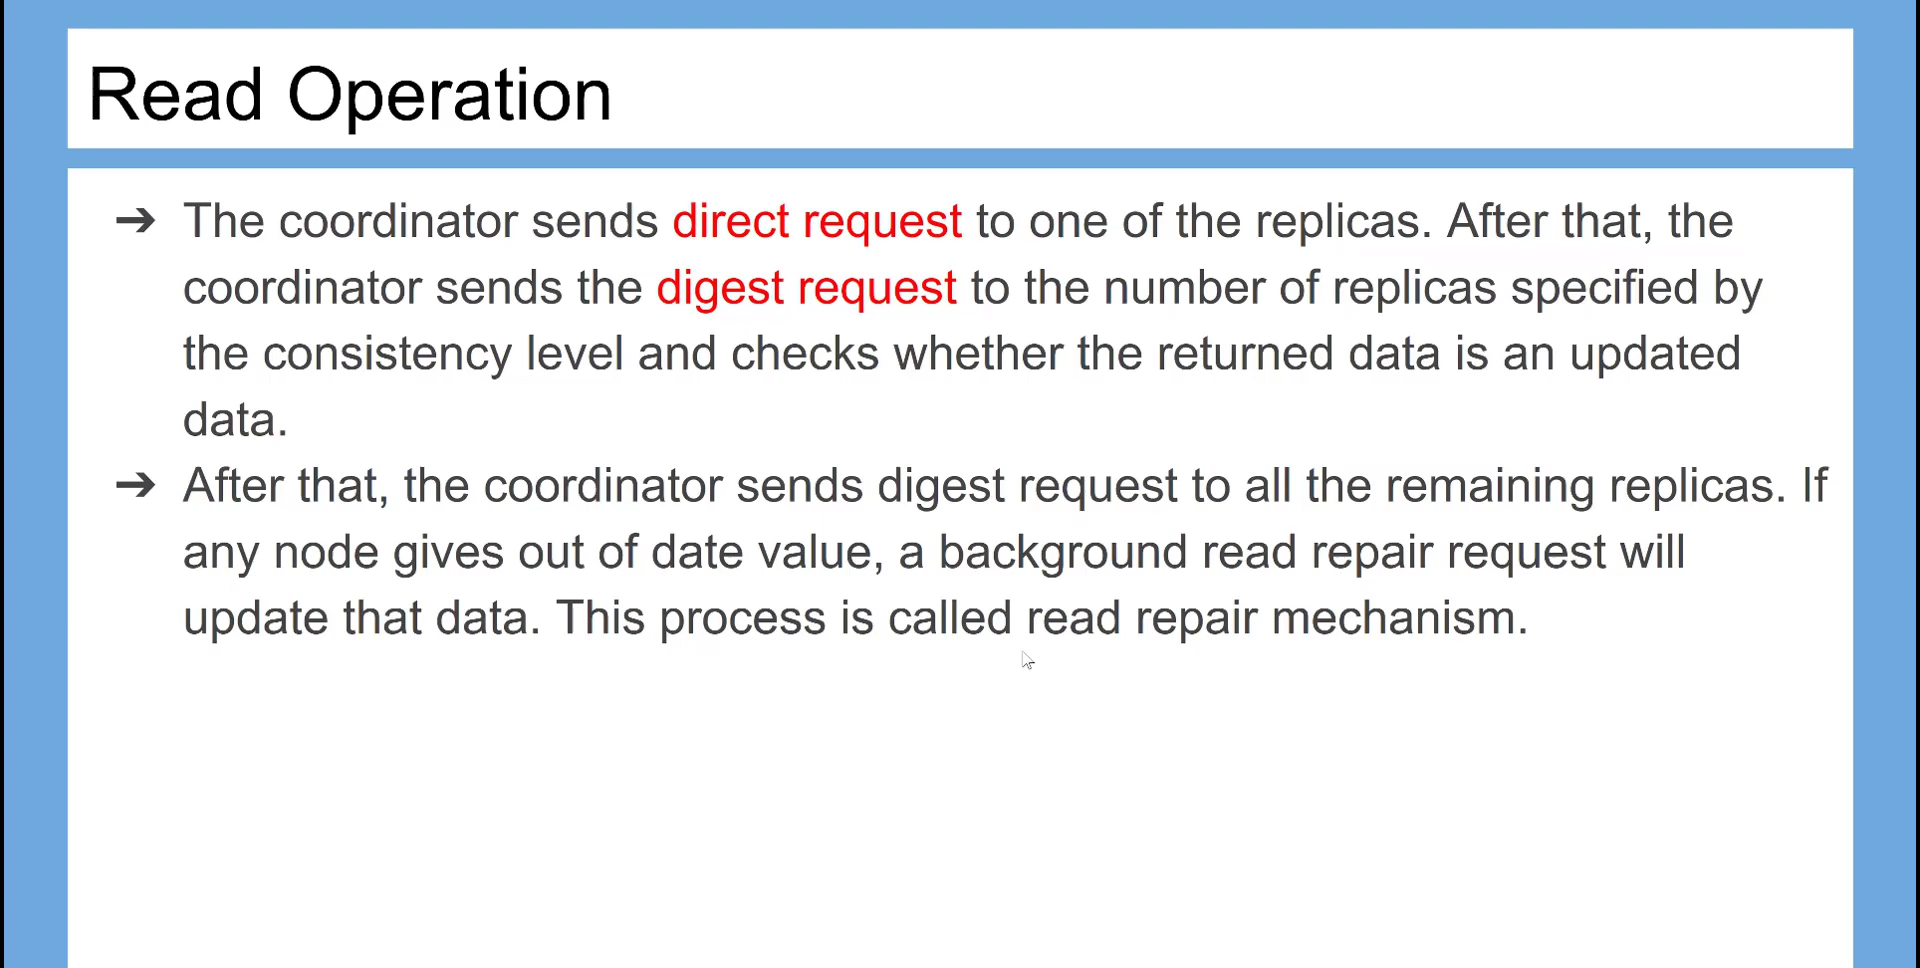 Read Operation
➔ The coordinator sends direct request to one of the replicas. After that, the
coordinator sends the digest request to the number of replicas specified by
the consistency level and checks whether the returned data is an updated
data.
➔ After that, the coordinator sends digest request to all the remaining replicas. If
any node gives out of date value, a background read repair request will
update that data. This process is called read repair mechanism.